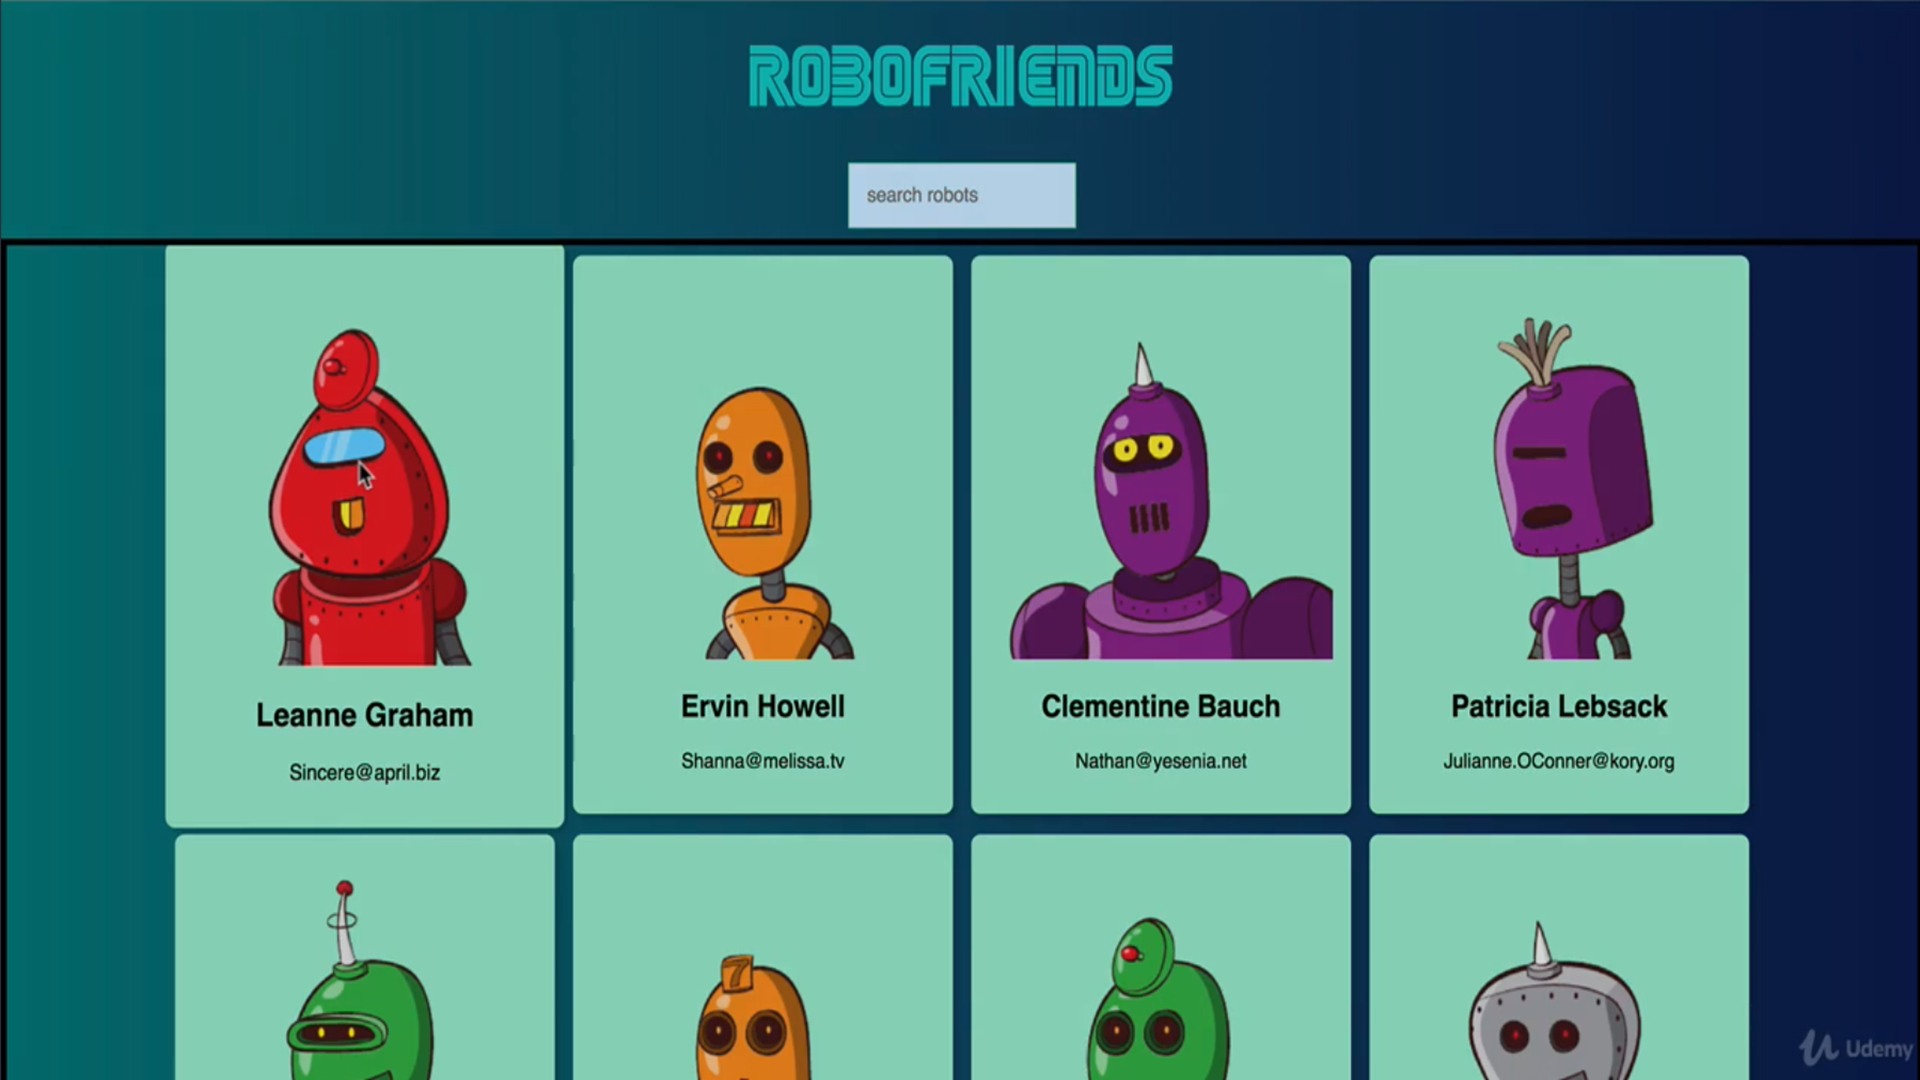 ROBOFRIENDS
search robots
Leanne Graham
Sincere@april.biz
Ervin Howell
Shanna@melissa.tv
Clementine Bauch
Nathan@yesenia.net
Patricia Lebsack
Julianne.OConner@kory.org
7
Udemy